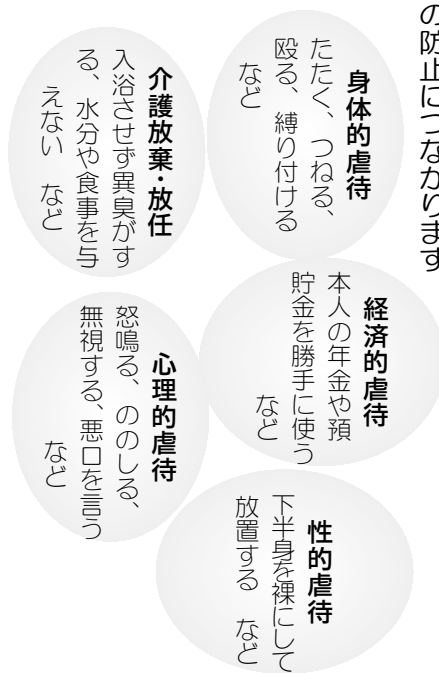 の防止につながります
身体的虐待
たたく、つねる、
殴る、縛り付ける
など
経済的虐待
本人の年金や預
貯金を勝手に使う
など
性的虐待
下半身を裸にして
放置する　など
介護放棄・放任
入浴させず異臭がす
る、水分や食事を与
えない　など
心理的虐待
怒鳴る、ののしる、
無視する、悪口を言う
など